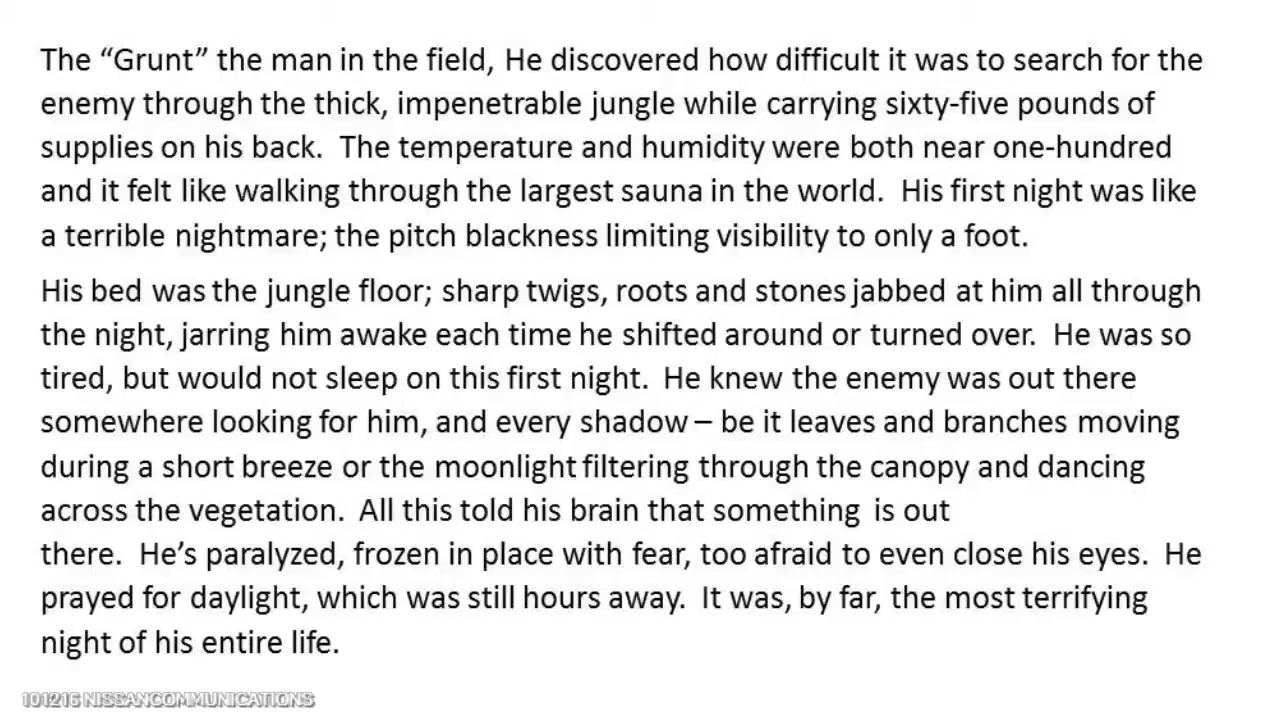 The “Grunt” the man in the field, He discovered how difficult it was to search for the
enemy through the thick, impenetrable jungle while carrying sixty-five pounds of
supplies on his back.  The temperature and humidity were both near one-hundred
and it felt like walking through the largest sauna in the world.  His first night was like
a terrible nightmare; the pitch blackness limiting visibility to only a foot.
His bed was the jungle floor; sharp twigs, roots and stones jabbed at him all through
the night, jarring him awake each time he shifted around or turned over.  He was so
tired, but would not sleep on this first night.  He knew the enemy was out there
somewhere looking for him, and every shadow – be it leaves and branches moving
during a short breeze or the moonlight filtering through the canopy and dancing
across the vegetation.  All this told his brain that something  is out
there.  He’s paralyzed, frozen in place with fear, too afraid to even close his eyes.  He
prayed for daylight, which was still hours away.  It was, by far, the most terrifying
night of his entire life.
101216 NISSANCOMMUNICATIONS